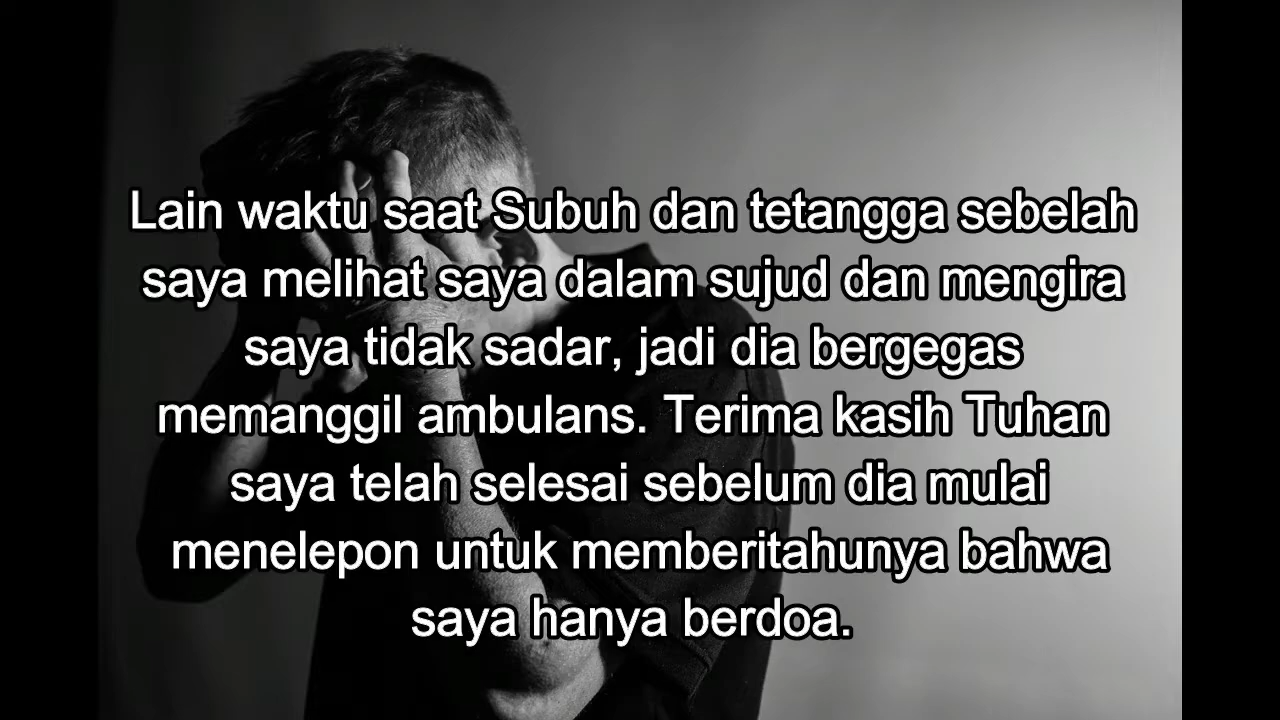 Lain waktu saat Subuh dan tetangga sebelah
saya melihat saya dalam sujud dan mengira
saya tidak sadar, jadi dia bergegas
memanggil ambulans. Terima kasih Tuhan
saya telah selesai sebelum dia mulai
menelepon untuk memberitahunya bahwa
saya hanya berdoa.